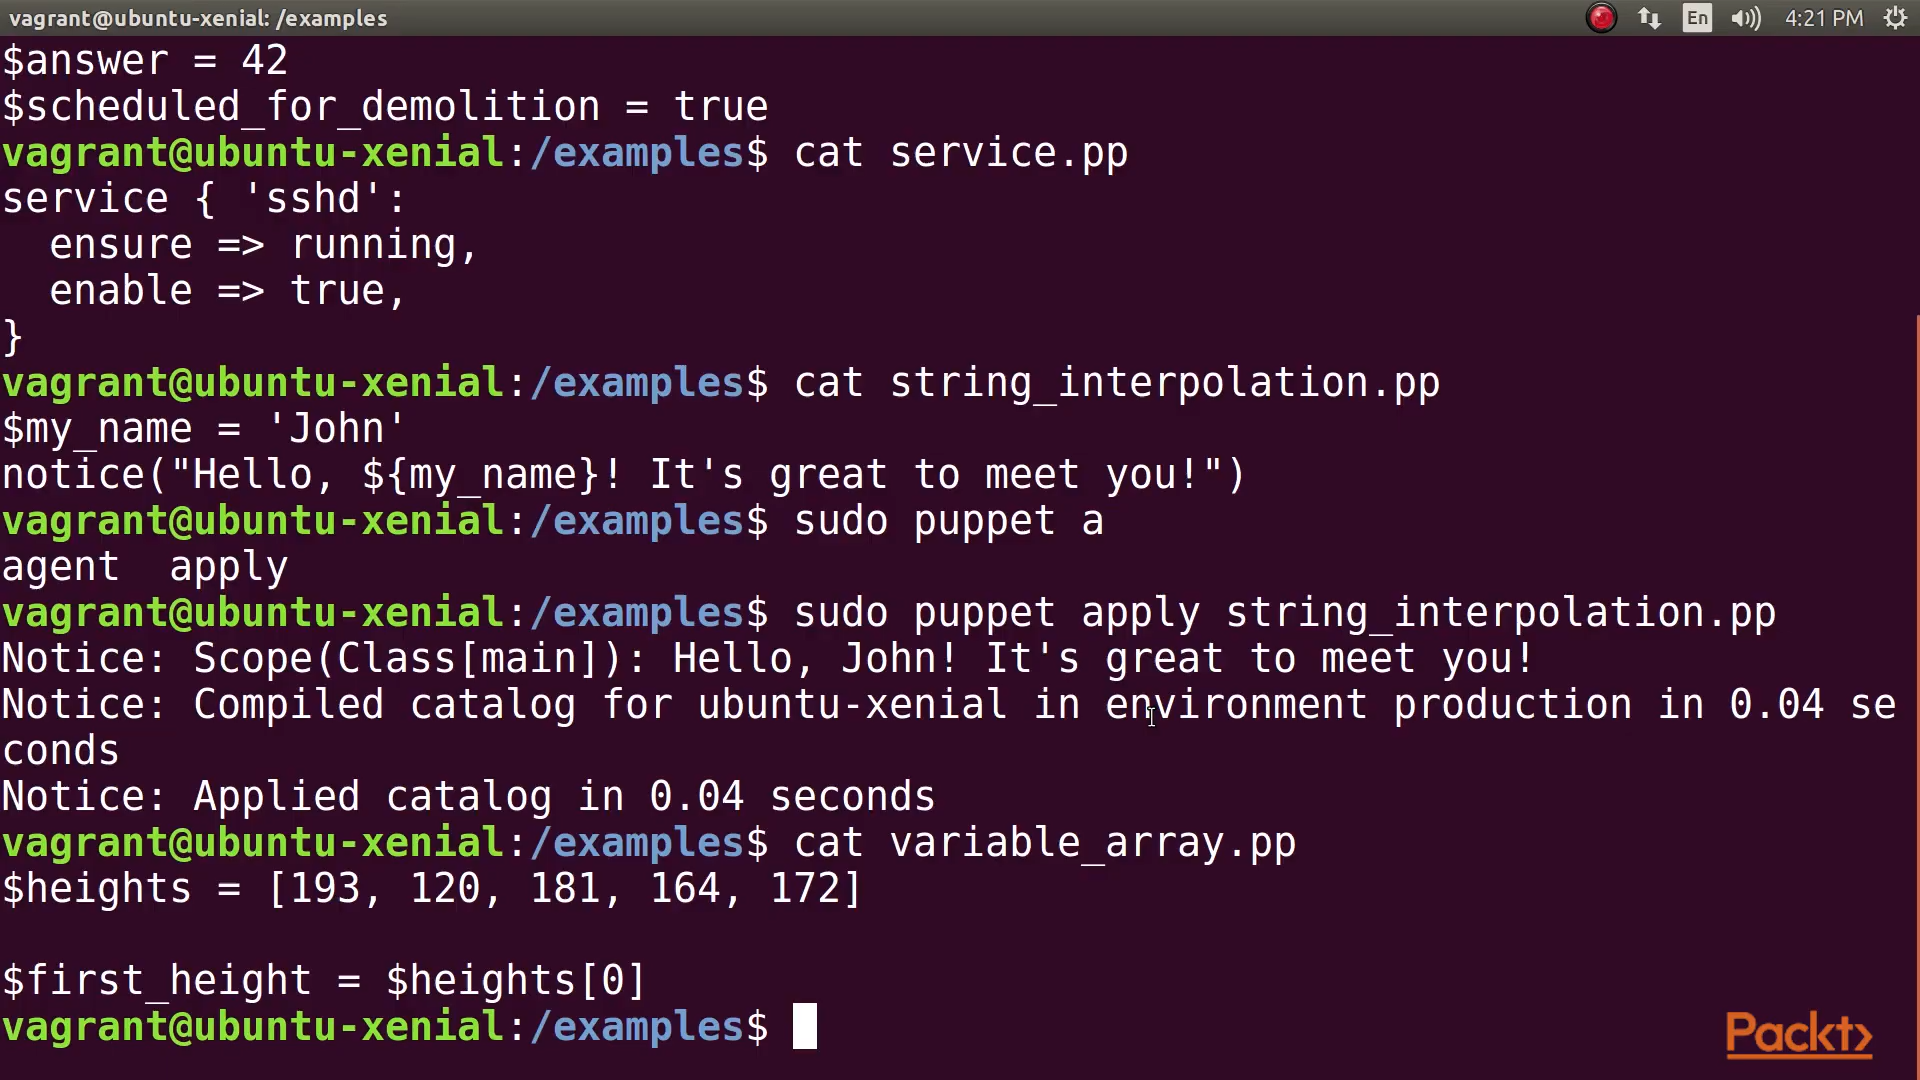 vagrant@ubuntu-xenial: /examples
En
4:21 PM
$answer = 42
$scheduled_for_demolition = true
vagrant@ubuntu-xenial:/examples$ cat service.pp
service { 'sshd':
  ensure => running,
  enable => true,
}
vagrant@ubuntu-xenial:/examples$ cat string_interpolation.pp
$my_name = 'John'
notice("Hello, ${my_name}! It's great to meet you!")
vagrant@ubuntu-xenial:/examples$ sudo puppet a
agent  apply
vagrant@ubuntu-xenial:/examples$ sudo puppet apply string_interpolation.pp
Notice: Scope(Class[main]): Hello, John! It's great to meet you!
Notice: Compiled catalog for ubuntu-xenial in environment production in 0.04 se
conds
Notice: Applied catalog in 0.04 seconds
vagrant@ubuntu-xenial:/examples$ cat variable_array.pp
$heights = [193, 120, 181, 164, 172]

$first_height = $heights[0]
vagrant@ubuntu-xenial:/examples$
Packt>